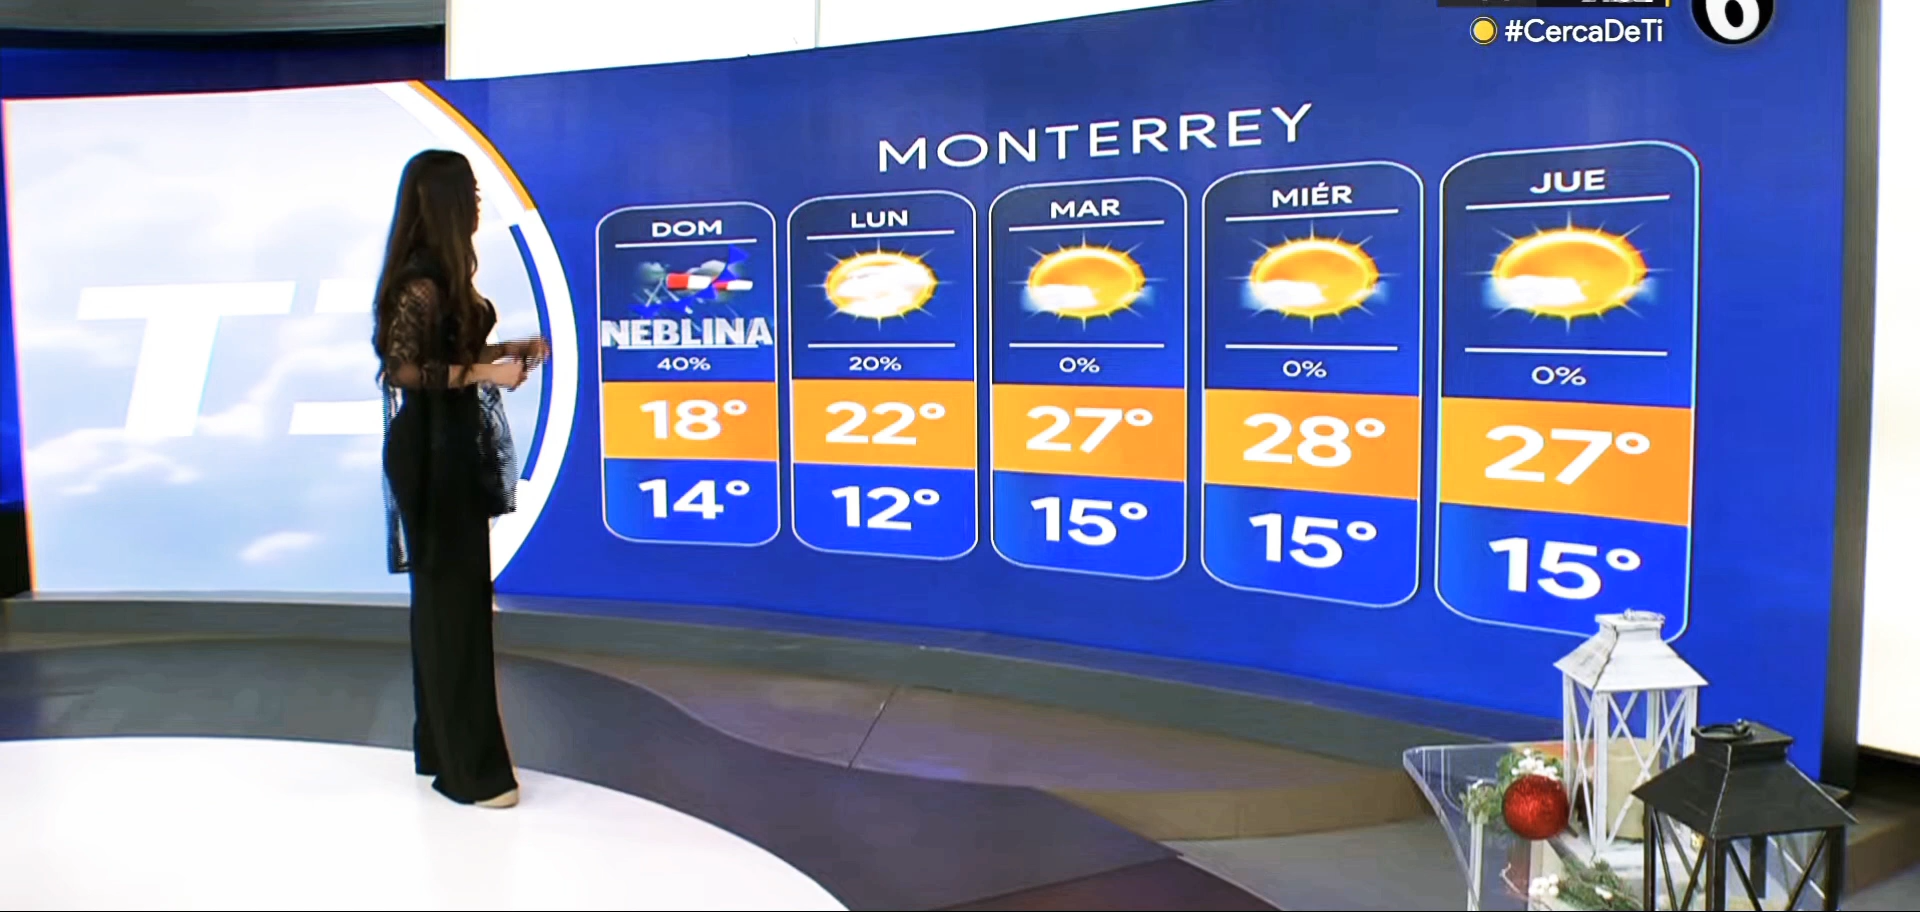 #CercaDeTi
6
MONTERREY
DOM
NEBLINA
40%
18°
14°
LUN
20%
22°
12°
MAR
0%
27°
15°
MIÉR
0%
28°
15°
JUE
0%
27°
15°